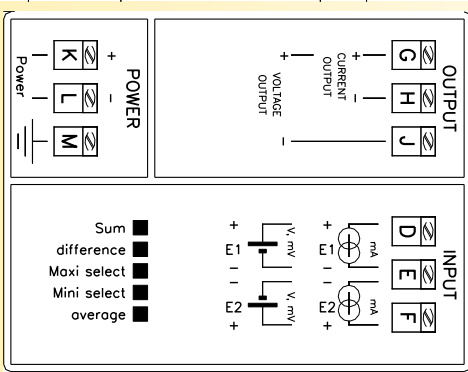 K
L
M
+
-
POWER
Power
OUTPUT
G
H
J
+
-
CURRENT
OUTPUT
+
-
VOLTAGE
OUTPUT
INPUT
D
E
F
mA
E1
mA
E2
+
-
-
+
V, mV
E1
V, mV
E2
+
-
-
+
Sum
difference
Maxi select
Mini select
average